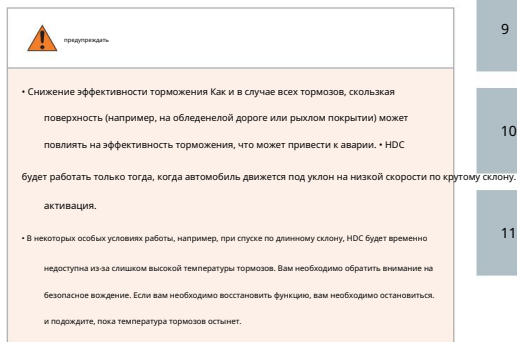 предупреждать
• Снижение эффективности торможения Как и в случае всех тормозов, скользкая
поверхность (например, на обледенелой дороге или рыхлом покрытии) может
повлиять на эффективность торможения, что может привести к аварии. • HDC
будет работать только тогда, когда автомобиль движется под уклон на низкой скорости по крутому склону.
активация.
• В некоторых особых условиях работы, например, при спуске по длинному склону, HDC будет временно
недоступна из-за слишком высокой температуры тормозов. Вам необходимо обратить внимание на
безопасное вождение. Если вам необходимо восстановить функцию, вам необходимо остановиться.
и подождите, пока температура тормозов остынет.
9
10
11